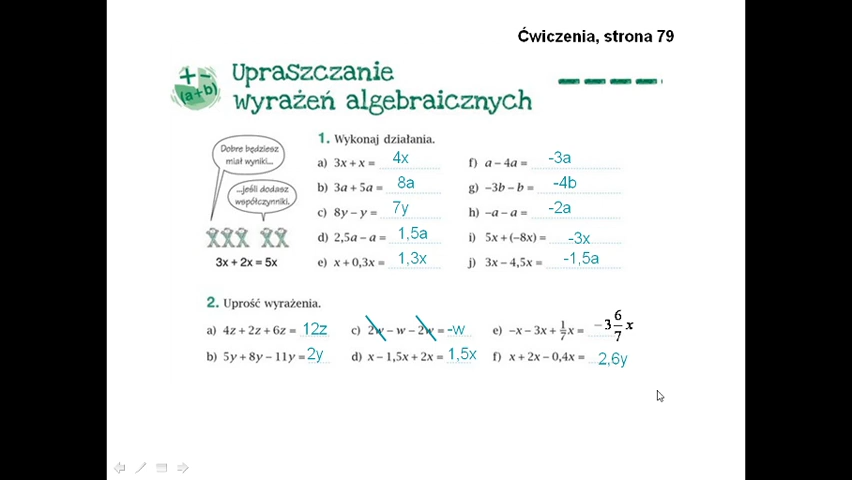 Ćwiczenia, strona 79
+ -
(a+b)
Upraszczanie
wyrażeń algebraicznych
Dobre będziesz
miał wyniki...
...jeśli dodasz
współczynniki.
3x + 2x = 5x
1. Wykonaj działania.
a) 3x + x = 4x
b) 3a + 5a = 8a
c) 8y – y = 7y
d) 2,5a – a = 1,5a
e) x + 0,3x = 1,3x
f) a – 4a = -3a
g) –3b – b = -4b
h) –a – a = -2a
i) 5x + (–8x) = -3x
j) 3x – 4,5x = -1,5a
2. Uprość wyrażenia.
a) 4z + 2z + 6z = 12z
b) 5y + 8y – 11y = 2y
c) 2w – w – 2w = -w
d) x – 1,5x + 2x = 1,5x
e) –x – 3x + 1/7 x = –3 6/7 x
f) x + 2x – 0,4x = 2,6y